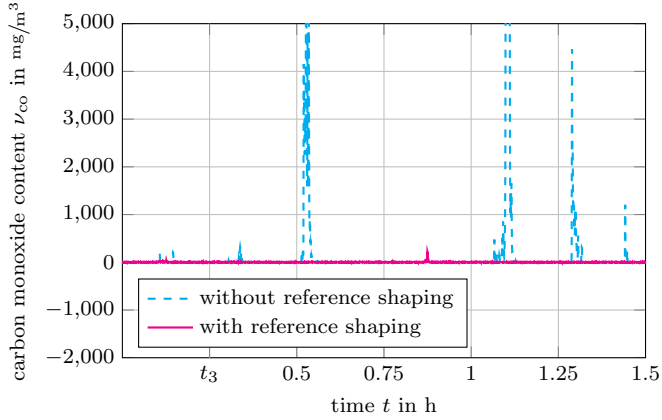 carbon monoxide content ν_co in mg/m³
5,000
4,000
3,000
2,000
1,000
0
−1,000
−2,000
without reference shaping
with reference shaping
t₃ 0.5 0.75 1 1.25 1.5
time t in h